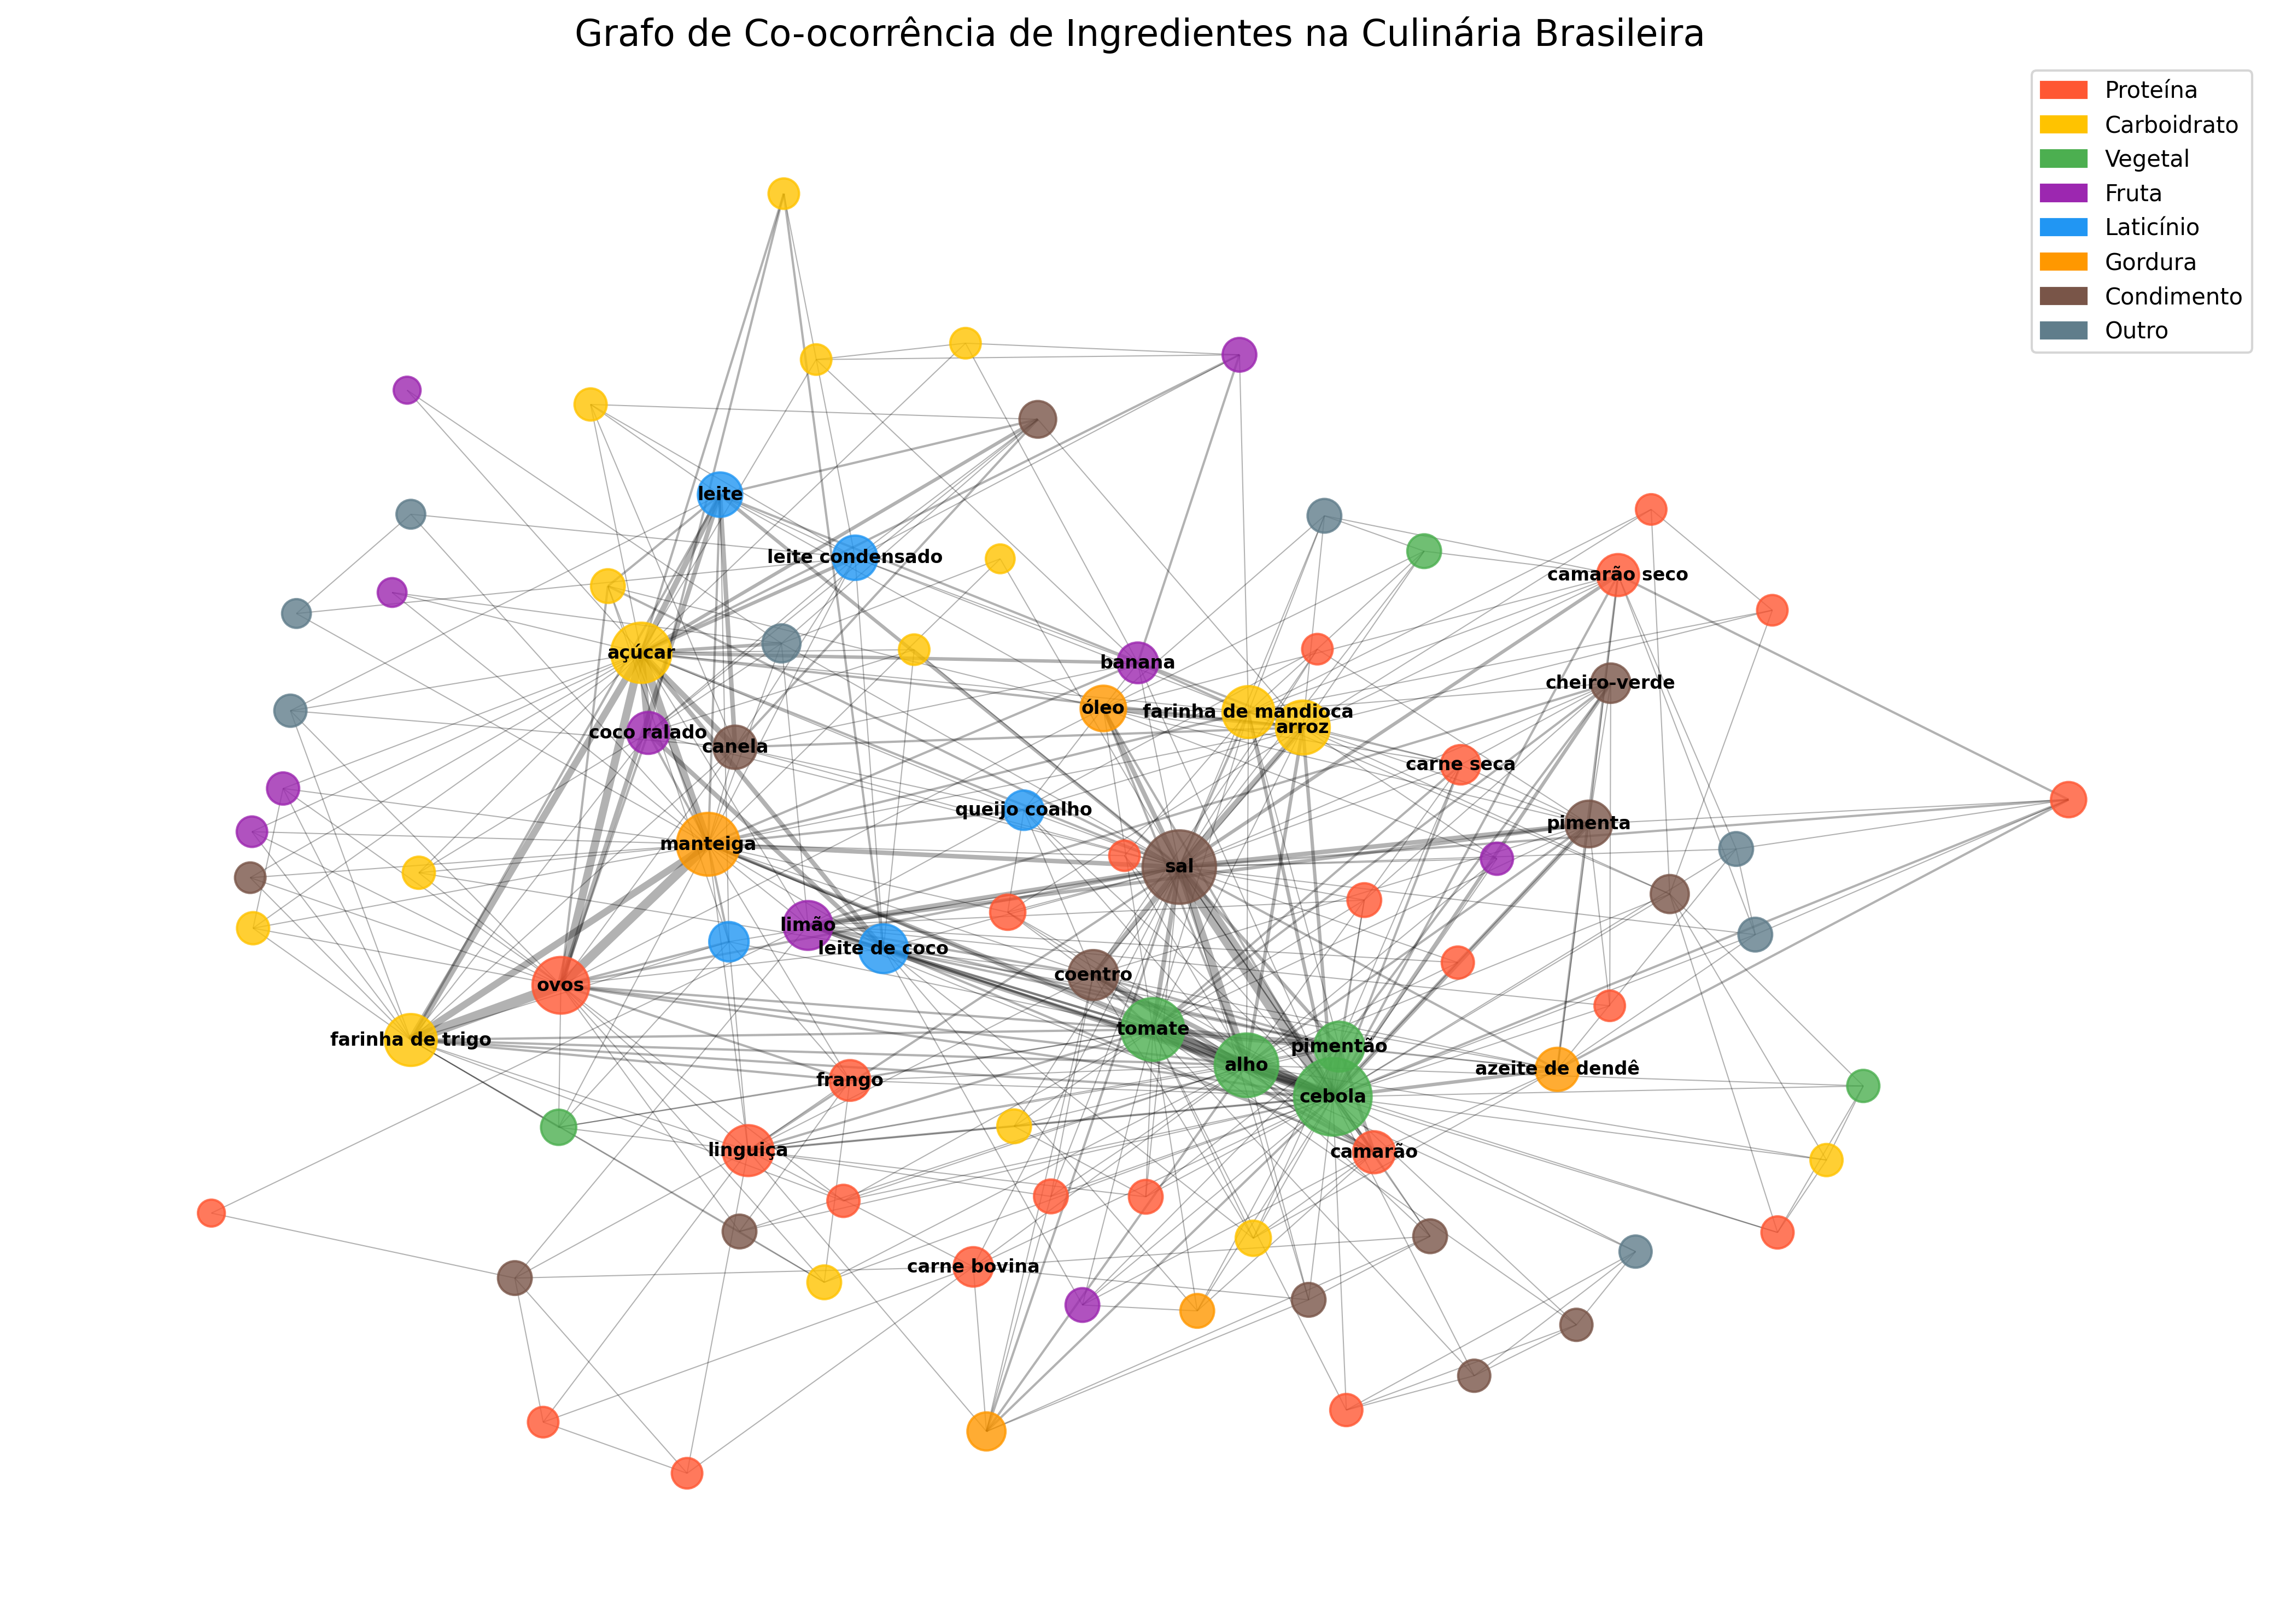 Grafo de Co-ocorrência de Ingredientes na Culinária Brasileira
Proteína
Carboidrato
Vegetal
Fruta
Laticínio
Gordura
Condimento
Outro
leite
leite condensado
camarão seco
açúcar
banana
cheiro-verde
óleo
farinha de mandioca
arroz
coco ralado
canela
carne seca
queijo coalho
pimenta
manteiga
sal
limão
leite de coco
coentro
ovos
tomate
farinha de trigo
pimentão
alho
azeite de dendê
frango
cebola
linguiça
camarão
carne bovina